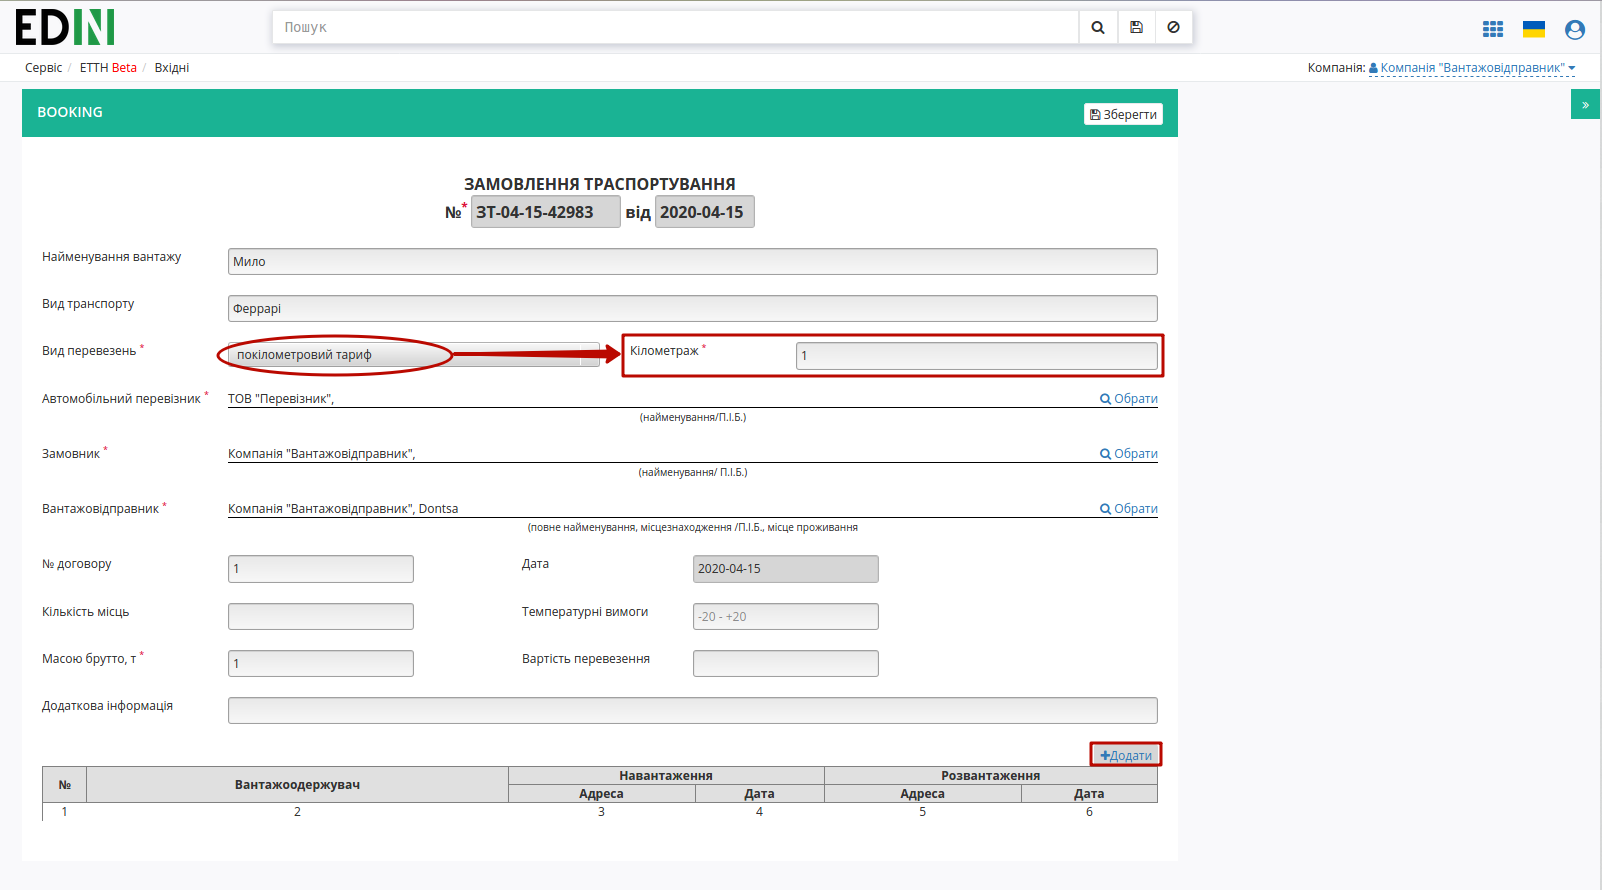 EDIN
Пошук
Сервіс / ЕТТН Beta / Вхідні
Компанія: Компанія "Вантажовідправник"
BOOKING
Зберегти
»
ЗАМОВЛЕННЯ ТРАСПОРТУВАННЯ
№* ЗТ-04-15-42983 від 2020-04-15
Найменування вантажу Мило
Вид транспорту Феррарі
Вид перевезень * покілометровий тариф Кілометраж * 1
Автомобільний перевізник * ТОВ "Перевізник", Обрати
(найменування/П.І.Б.)
Замовник * Компанія "Вантажовідправник", Обрати
(найменування/ П.І.Б.)
Вантажовідправник * Компанія "Вантажовідправник", Dontsa Обрати
(повне найменування, місцезнаходження /П.І.Б., місце проживання
№ договору 1 Дата 2020-04-15
Кількість місць Температурні вимоги -20 - +20
Масою брутто, т * 1 Вартість перевезення
Додаткова інформація
+Додати
№ Вантажоодержувач Навантаження Розвантаження
Адреса Дата Адреса Дата
1 2 3 4 5 6